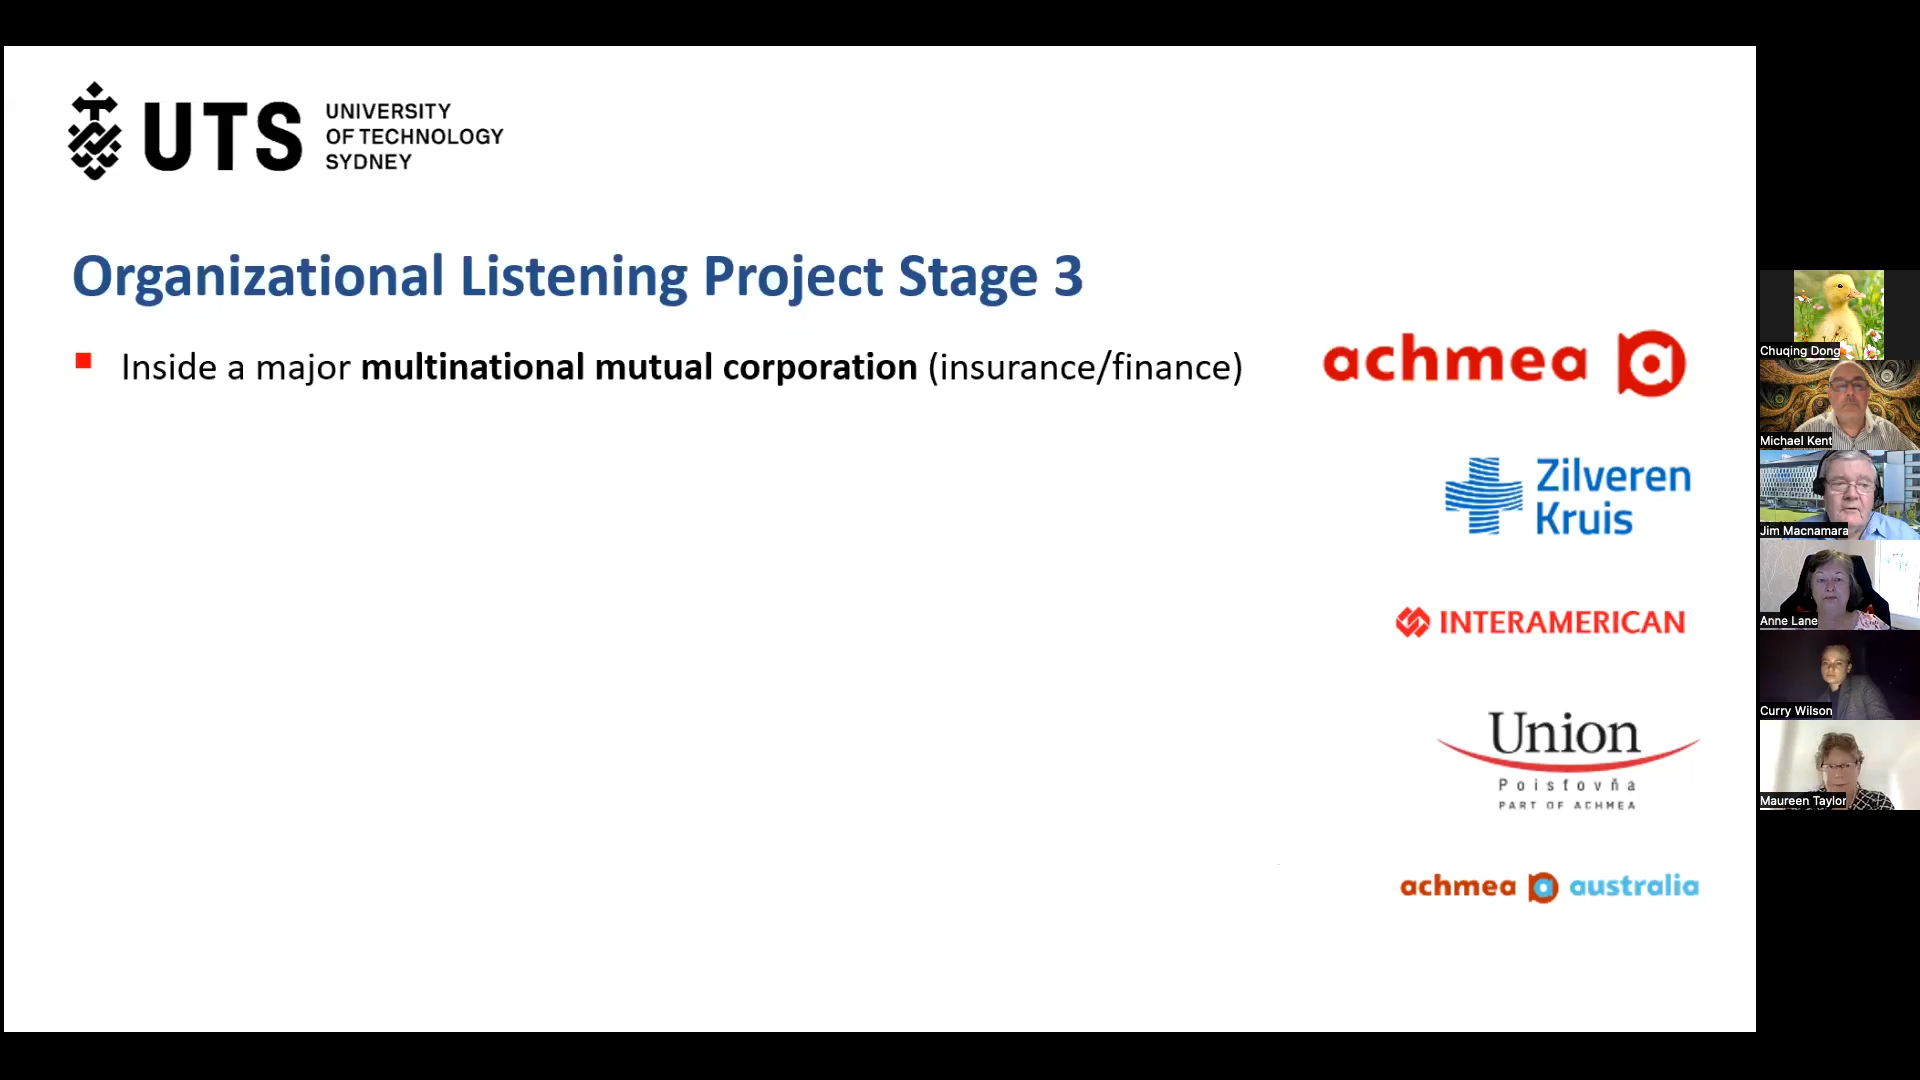 UTS
UNIVERSITY
OF TECHNOLOGY
SYDNEY
Organizational Listening Project Stage 3
Inside a major multinational mutual corporation (insurance/finance)
achmea
Zilveren
Kruis
INTERAMERICAN
Union
Poisťovňa
PART OF ACHMEA
achmea australia
Chuqing Dong
Michael Kent
Jim Macnamara
Anne Lane
Curry Wilson
Maureen Taylor